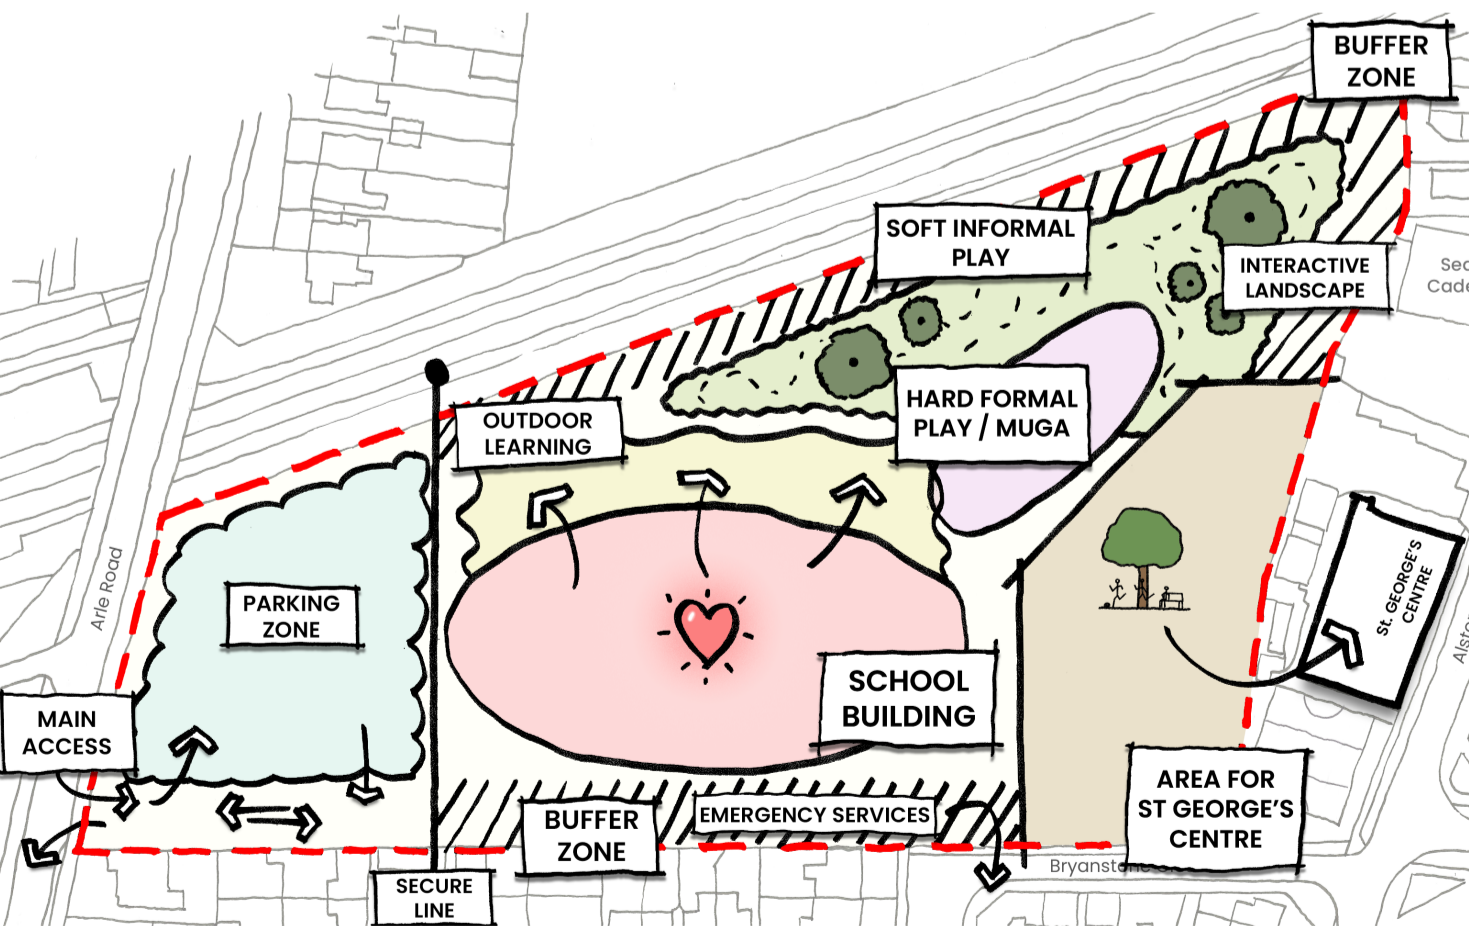 BUFFER
ZONE
SOFT INFORMAL
PLAY
INTERACTIVE
LANDSCAPE
Sea
HARD FORMAL
PLAY / MUGA
OUTDOOR
LEARNING
St. GEORGE'S
CENTRE
Arle Road
PARKING
ZONE
SCHOOL
BUILDING
MAIN
ACCESS
AREA FOR
ST GEORGE'S
CENTRE
EMERGENCY SERVICES
BUFFER
ZONE
SECURE
LINE